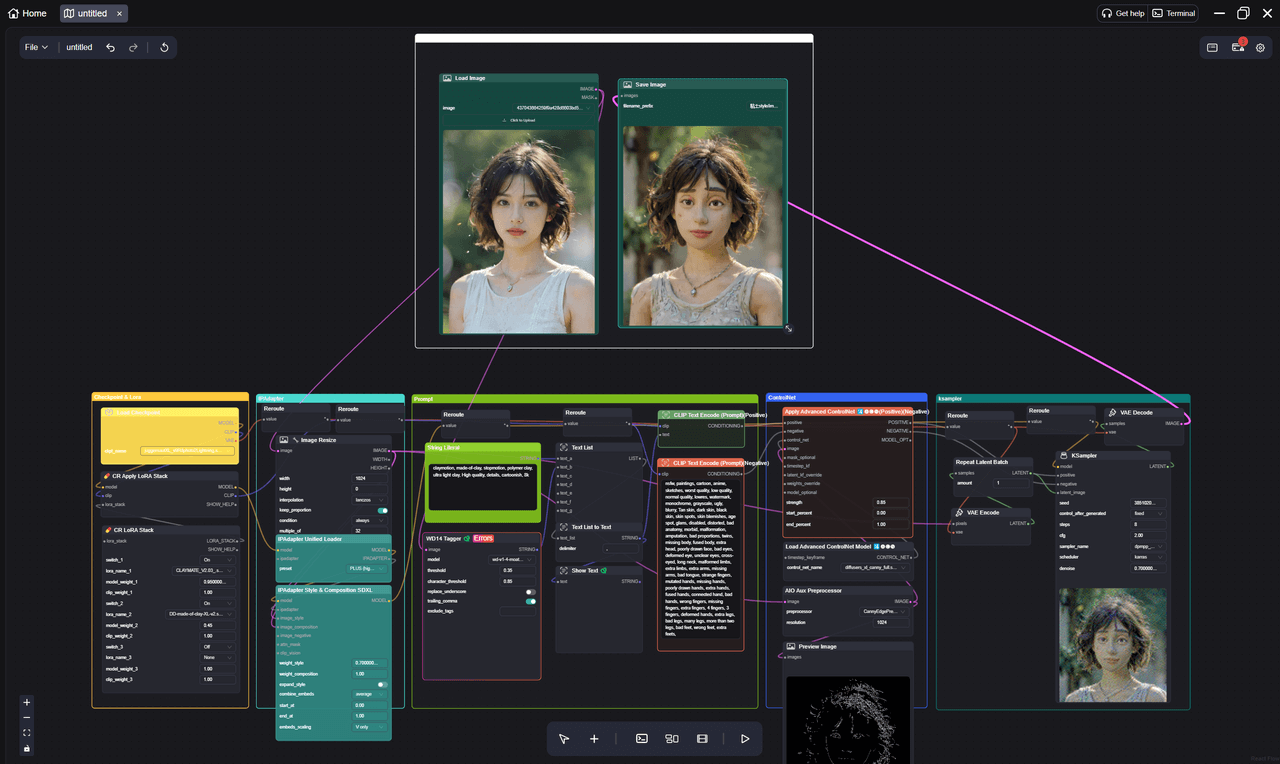 Home
untitled
Get help
Terminal
File
untitled
Load Image
IMAGE
MASK
image
Click to Upload
Save Image
images
filename_prefix
Checkpoint & Lora
MODEL
CLIP
VAE
CR Apply LoRA Stack
model
clip
lora_stack
MODEL
CLIP
SHOW_HELP
CR LoRA Stack
lora_stack
LORA_STACK
SHOW_HELP
switch_1 On
lora_name_1
model_weight_1 0.950000...
clip_weight_1 1.00
switch_2 On
lora_name_2 DD-made-of-clay-XL-v2.s...
model_weight_2 0.45
clip_weight_2 1.00
switch_3 Off
lora_name_3 None
model_weight_3 1.00
clip_weight_3 1.00
IPAdapter
Reroute
value
Reroute
value
Image Resize
image
IMAGE
WIDTH
HEIGHT
width 1024
height 0
interpolation lanczos
keep_proportion
condition always
multiple_of 32
IPAdapter Unified Loader
model
ipadapter
MODEL
IPADAPTER
preset PLUS (hig...
IPAdapter Style & Composition SDXL
model
ipadapter
image_style
image_composition
image_negative
attn_mask
clip_vision
MODEL
weight_style 0.700000...
weight_composition 1.00
expand_style
combine_embeds average
start_at 0.00
end_at 1.00
embeds_scaling V only
Prompt
Reroute
value
String Literal
STRING
claymotion, made-of-clay, stopmotion, polymer clay,
ultra light clay, High quality, details, cartoonish, 8k
WD14 Tagger
Errors
image
STRING
model wd-v1-4-moat...
threshold 0.35
character_threshold 0.85
replace_underscore
trailing_comma
exclude_tags
Reroute
value
Text List
text_a
text_b
text_c
text_d
text_e
text_f
text_g
LIST
Text List to Text
text_list
STRING
delimiter ,
Show Text
text
STRING
CLIP Text Encode (Prompt)(Positive)
clip
text
CONDITIONING
CLIP Text Encode (Prompt)(Negative)
clip
CONDITIONING
nsfw, paintings, cartoon, anime,
sketches, worst quality, low quality,
normal quality, lowres, watermark,
monochrome, grayscale, ugly,
blurry, Tan skin, dark skin, black
skin, skin spots, skin blemishes, age
spot, glans, disabled, distorted, bad
anatomy, morbid, malformation,
amputation, bad proportions, twins,
missing body, fused body, extra
head, poorly drawn face, bad eyes,
deformed eye, unclear eyes, cross-
eyed, long neck, malformed limbs,
extra limbs, extra arms, missing
arms, bad tongue, strange fingers,
mutated hands, missing hands,
poorly drawn hands, extra hands,
fused hands, connected hand, bad
hands, wrong fingers, missing
fingers, extra fingers, 4 fingers, 3
fingers, deformed hands, extra legs,
bad legs, many legs, more than two
legs, bad feet, wrong feet, extra
feets,
ControlNet
Apply Advanced ControlNet
(Positive)(Negative)
positive
negative
control_net
image
mask_optional
timestep_kf
latent_kf_override
weights_override
model_optional
POSITIVE
NEGATIVE
MODEL_OPT
strength 0.85
start_percent 0.00
end_percent 1.00
Load Advanced ControlNet Model
timestep_keyframe
CONTROL_NET
control_net_name diffusers_xl_canny_full.s...
AIO Aux Preprocessor
image
IMAGE
preprocessor CannyEdgePre...
resolution 1024
Preview Image
images
ksampler
Reroute
value
Reroute
value
VAE Decode
samples
vae
IMAGE
Repeat Latent Batch
samples
LATENT
amount 1
VAE Encode
pixels
vae
LATENT
KSampler
model
positive
negative
latent_image
LATENT
seed
control_after_generated fixed
steps 8
cfg 2.00
sampler_name dpmpp_...
scheduler karras
denoise 0.700000...